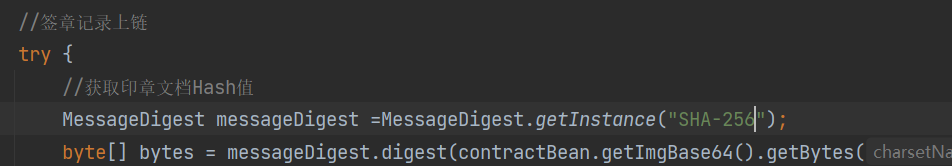 //签章记录上链
try {
//获取印章文档Hash值
MessageDigest messageDigest =MessageDigest.getInstance("SHA-256");
byte[] bytes = messageDigest.digest(contractBean.getImgBase64().getBytes(